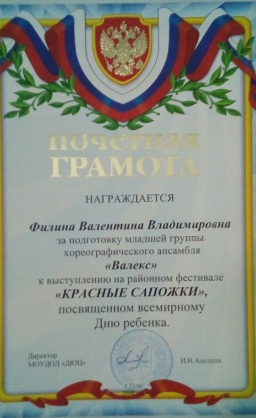 почетная
ГРАМОТА
НАГРАЖДАЕТСЯ
Филина Валентина Владимировна
за подготовку младшей группы
хореографического ансамбля
«Валекс»
к выступлению на районном фестивале
«КРАСНЫЕ САПОЖКИ»,
посвященном всемирному
Дню ребенка.
Директор
МОУДОД «ДЮЦ»